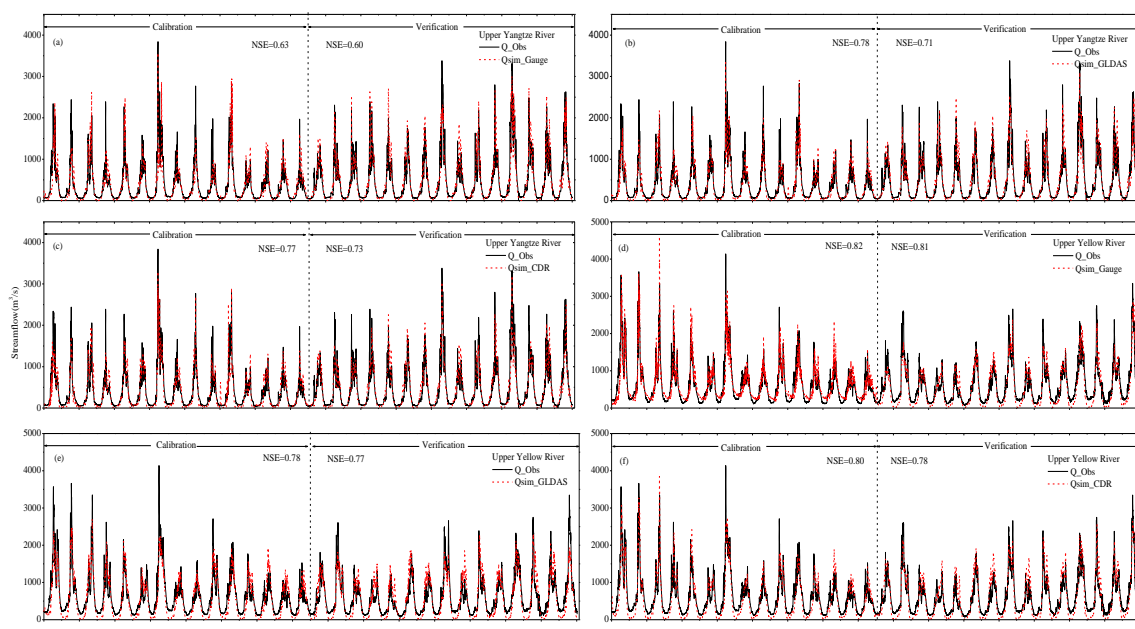 Calibration
Verification
(a)
NSE=0.63
NSE=0.60
Upper Yangtze River
Q_Obs
Qsim_Gauge
4000
3000
2000
1000
0
Calibration
Verification
(b)
NSE=0.78
NSE=0.71
Upper Yangtze River
Q_Obs
Qsim_GLDAS
4000
3000
2000
1000
0
Calibration
Verification
(c)
NSE=0.77
NSE=0.73
Upper Yangtze River
Q_Obs
Qsim_CDR
4000
3000
2000
1000
0
Streamflow(m³/s)
Calibration
Verification
(d)
NSE=0.82
NSE=0.81
Upper Yellow River
Q_Obs
Qsim_Gauge
5000
4000
3000
2000
1000
0
Calibration
Verification
(e)
NSE=0.78
NSE=0.77
Upper Yellow River
Q_Obs
Qsim_GLDAS
5000
4000
3000
2000
1000
0
Calibration
Verification
(f)
NSE=0.80
NSE=0.78
Upper Yellow River
Q_Obs
Qsim_CDR
5000
4000
3000
2000
1000
0